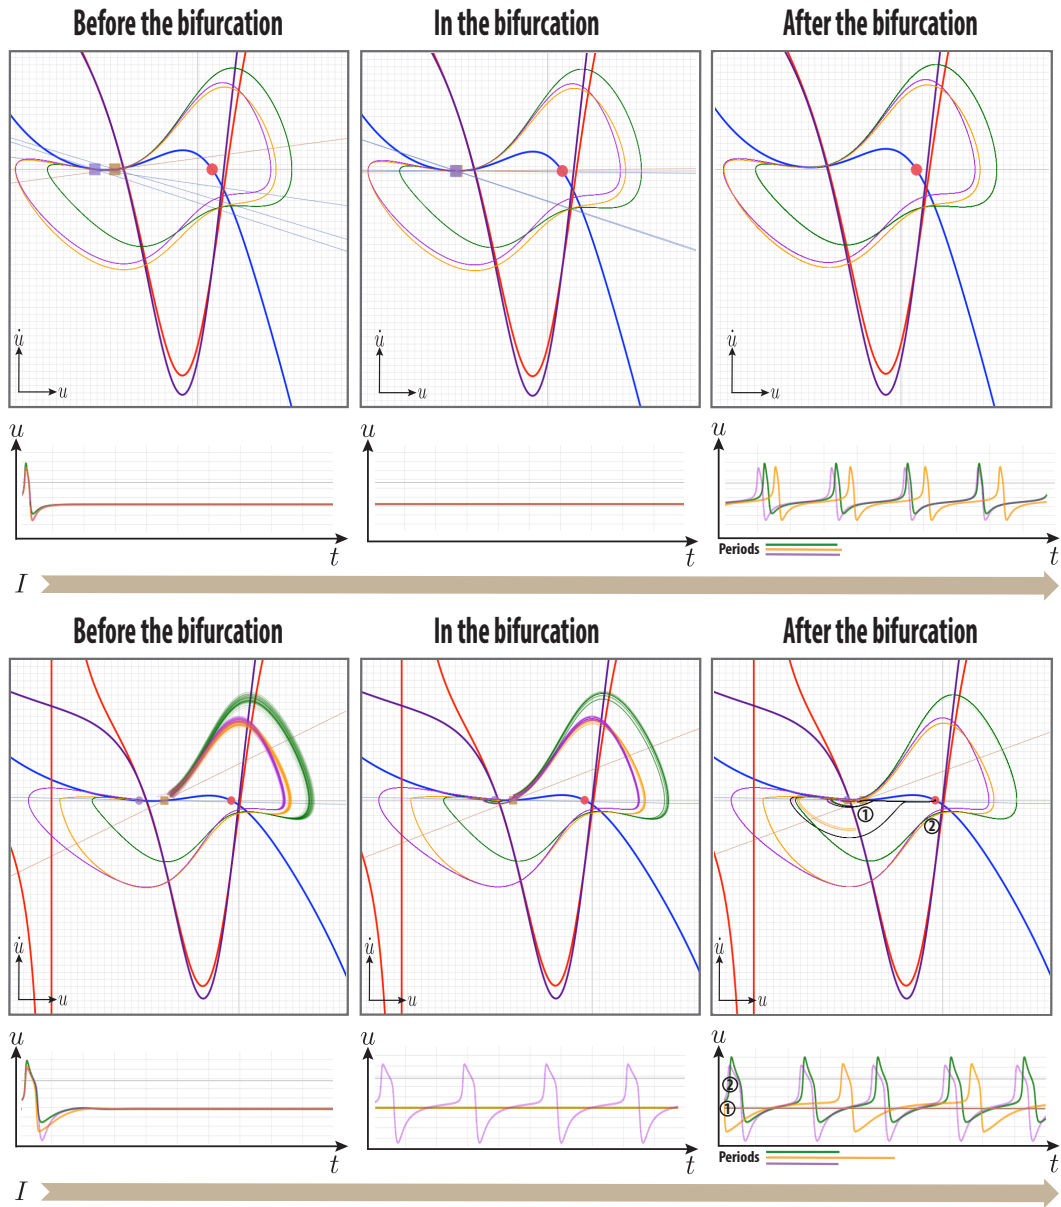 Before the bifurcation
In the bifurcation
After the bifurcation
u̇
u
u̇
u
u̇
u
u
t
u
t
u
Periods
t
I
Before the bifurcation
In the bifurcation
After the bifurcation
①
②
u̇
u
u̇
u
u̇
u
u
t
u
t
u
②
①
Periods
t
I